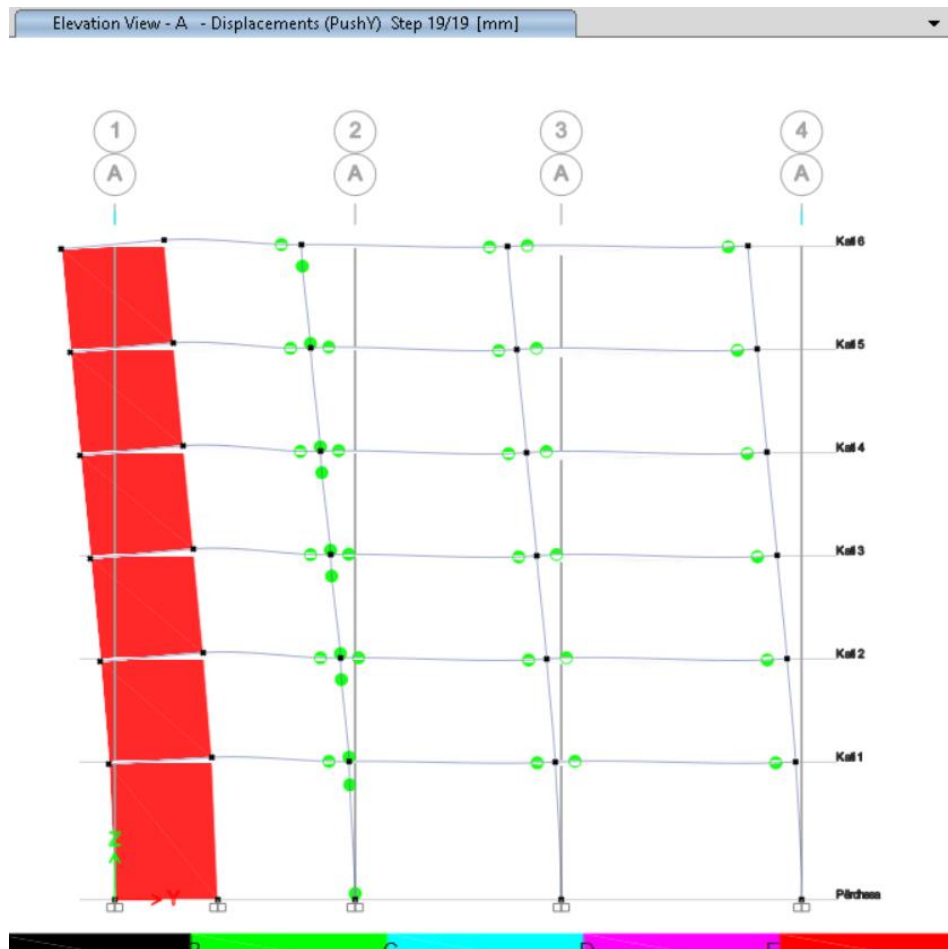 Elevation View - A - Displacements (PushY) Step 19/19 [mm]
1 2 3 4
A A A A
Kati 6
Kati 5
Kati 4
Kati 3
Kati 2
Kati 1
Z
Y
Përdhesa
B C D E